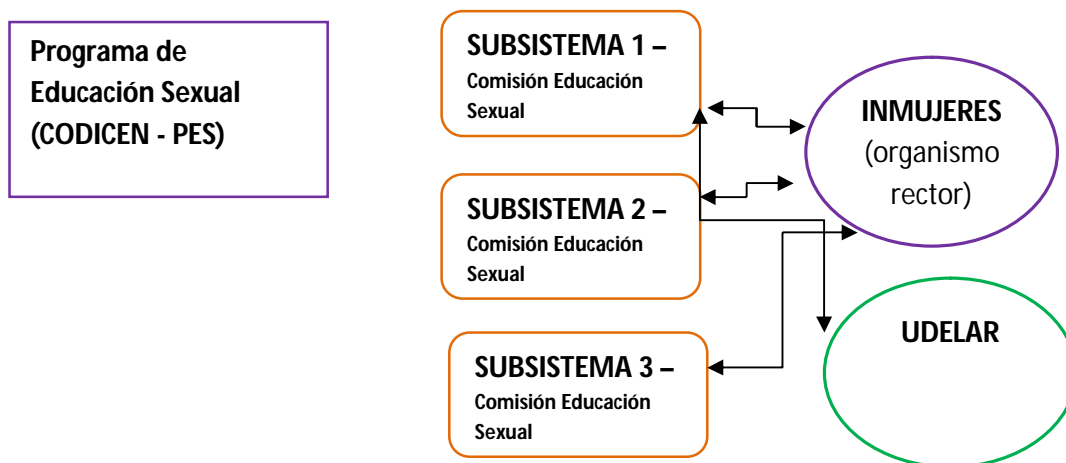 Programa de
Educación Sexual
(CODICEN - PES)
SUBSISTEMA 1 –
Comisión Educación
Sexual
SUBSISTEMA 2 –
Comisión Educación
Sexual
SUBSISTEMA 3 –
Comisión Educación
Sexual
INMUJERES
(organismo
rector)
UDELAR